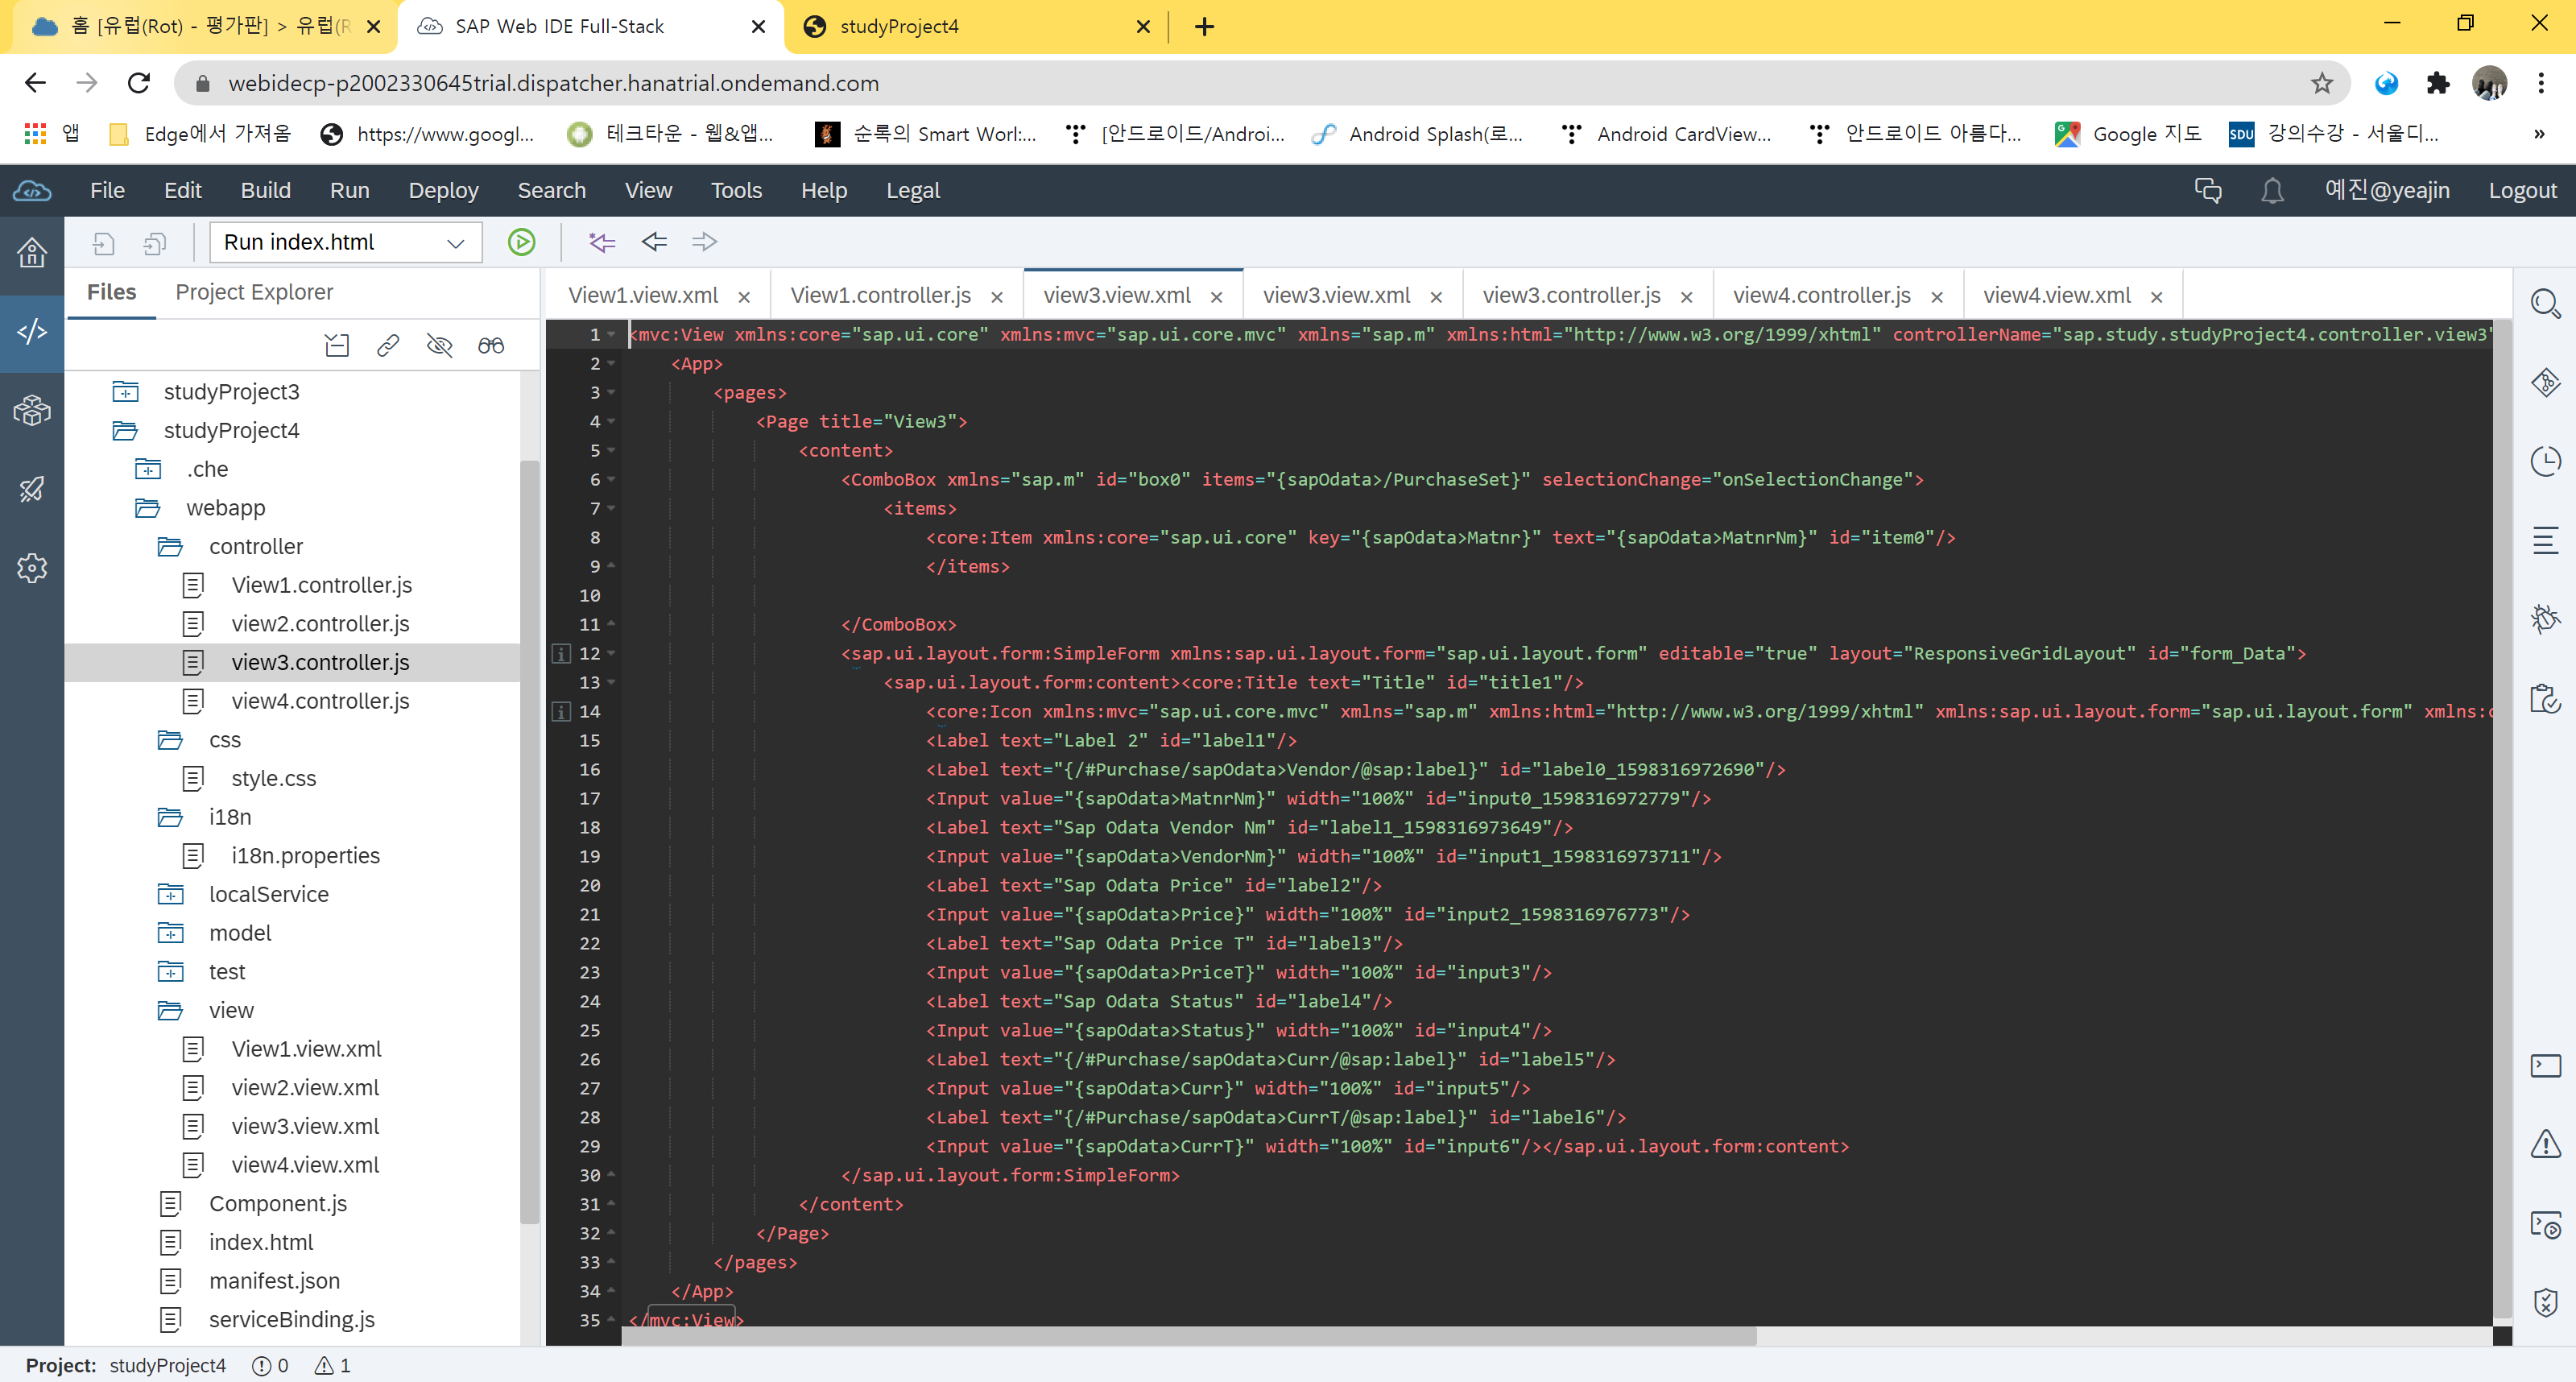 홈 [유럽(Rot) - 평가판] > 유럽(R
SAP Web IDE Full-Stack
studyProject4
webidecp-p2002330645trial.dispatcher.hanatrial.ondemand.com
앱
Edge에서 가져옴
https://www.googl...
테크타운 - 웹&앱...
순록의 Smart Worl:...
[안드로이드/Androi...
Android Splash(로...
Android CardView...
안드로이드 아름다...
Google 지도
SDU 강의수강 - 서울디...
»
File Edit Build Run Deploy Search View Tools Help Legal
예진@yeajin Logout
Run index.html
Files Project Explorer
studyProject3
studyProject4
.che
webapp
controller
View1.controller.js
view2.controller.js
view3.controller.js
view4.controller.js
css
style.css
i18n
i18n.properties
localService
model
test
view
View1.view.xml
view2.view.xml
view3.view.xml
view4.view.xml
Component.js
index.html
manifest.json
serviceBinding.js
View1.view.xml
View1.controller.js
view3.view.xml
view3.view.xml
view3.controller.js
view4.controller.js
view4.view.xml
1 <mvc:View xmlns:core="sap.ui.core" xmlns:mvc="sap.ui.core.mvc" xmlns="sap.m" xmlns:html="http://www.w3.org/1999/xhtml" controllerName="sap.study.studyProject4.controller.view3"
2 <App>
3 <pages>
4 <Page title="View3">
5 <content>
6 <ComboBox xmlns="sap.m" id="box0" items="{sapOdata>/PurchaseSet}" selectionChange="onSelectionChange">
7 <items>
8 <core:Item xmlns:core="sap.ui.core" key="{sapOdata>Matnr}" text="{sapOdata>MatnrNm}" id="item0"/>
9 </items>
10
11 </ComboBox>
12 <sap.ui.layout.form:SimpleForm xmlns:sap.ui.layout.form="sap.ui.layout.form" editable="true" layout="ResponsiveGridLayout" id="form_Data">
13 <sap.ui.layout.form:content><core:Title text="Title" id="title1"/>
14 <core:Icon xmlns:mvc="sap.ui.core.mvc" xmlns="sap.m" xmlns:html="http://www.w3.org/1999/xhtml" xmlns:sap.ui.layout.form="sap.ui.layout.form" xmlns:c
15 <Label text="Label 2" id="label1"/>
16 <Label text="{/#Purchase/sapOdata>Vendor/@sap:label}" id="label0_1598316972690"/>
17 <Input value="{sapOdata>MatnrNm}" width="100%" id="input0_1598316972779"/>
18 <Label text="Sap Odata Vendor Nm" id="label1_1598316973649"/>
19 <Input value="{sapOdata>VendorNm}" width="100%" id="input1_1598316973711"/>
20 <Label text="Sap Odata Price" id="label2"/>
21 <Input value="{sapOdata>Price}" width="100%" id="input2_1598316976773"/>
22 <Label text="Sap Odata Price T" id="label3"/>
23 <Input value="{sapOdata>PriceT}" width="100%" id="input3"/>
24 <Label text="Sap Odata Status" id="label4"/>
25 <Input value="{sapOdata>Status}" width="100%" id="input4"/>
26 <Label text="{/#Purchase/sapOdata>Curr/@sap:label}" id="label5"/>
27 <Input value="{sapOdata>Curr}" width="100%" id="input5"/>
28 <Label text="{/#Purchase/sapOdata>CurrT/@sap:label}" id="label6"/>
29 <Input value="{sapOdata>CurrT}" width="100%" id="input6"/></sap.ui.layout.form:content>
30 </sap.ui.layout.form:SimpleForm>
31 </content>
32 </Page>
33 </pages>
34 </App>
35 </mvc:View>
Project: studyProject4 0 1